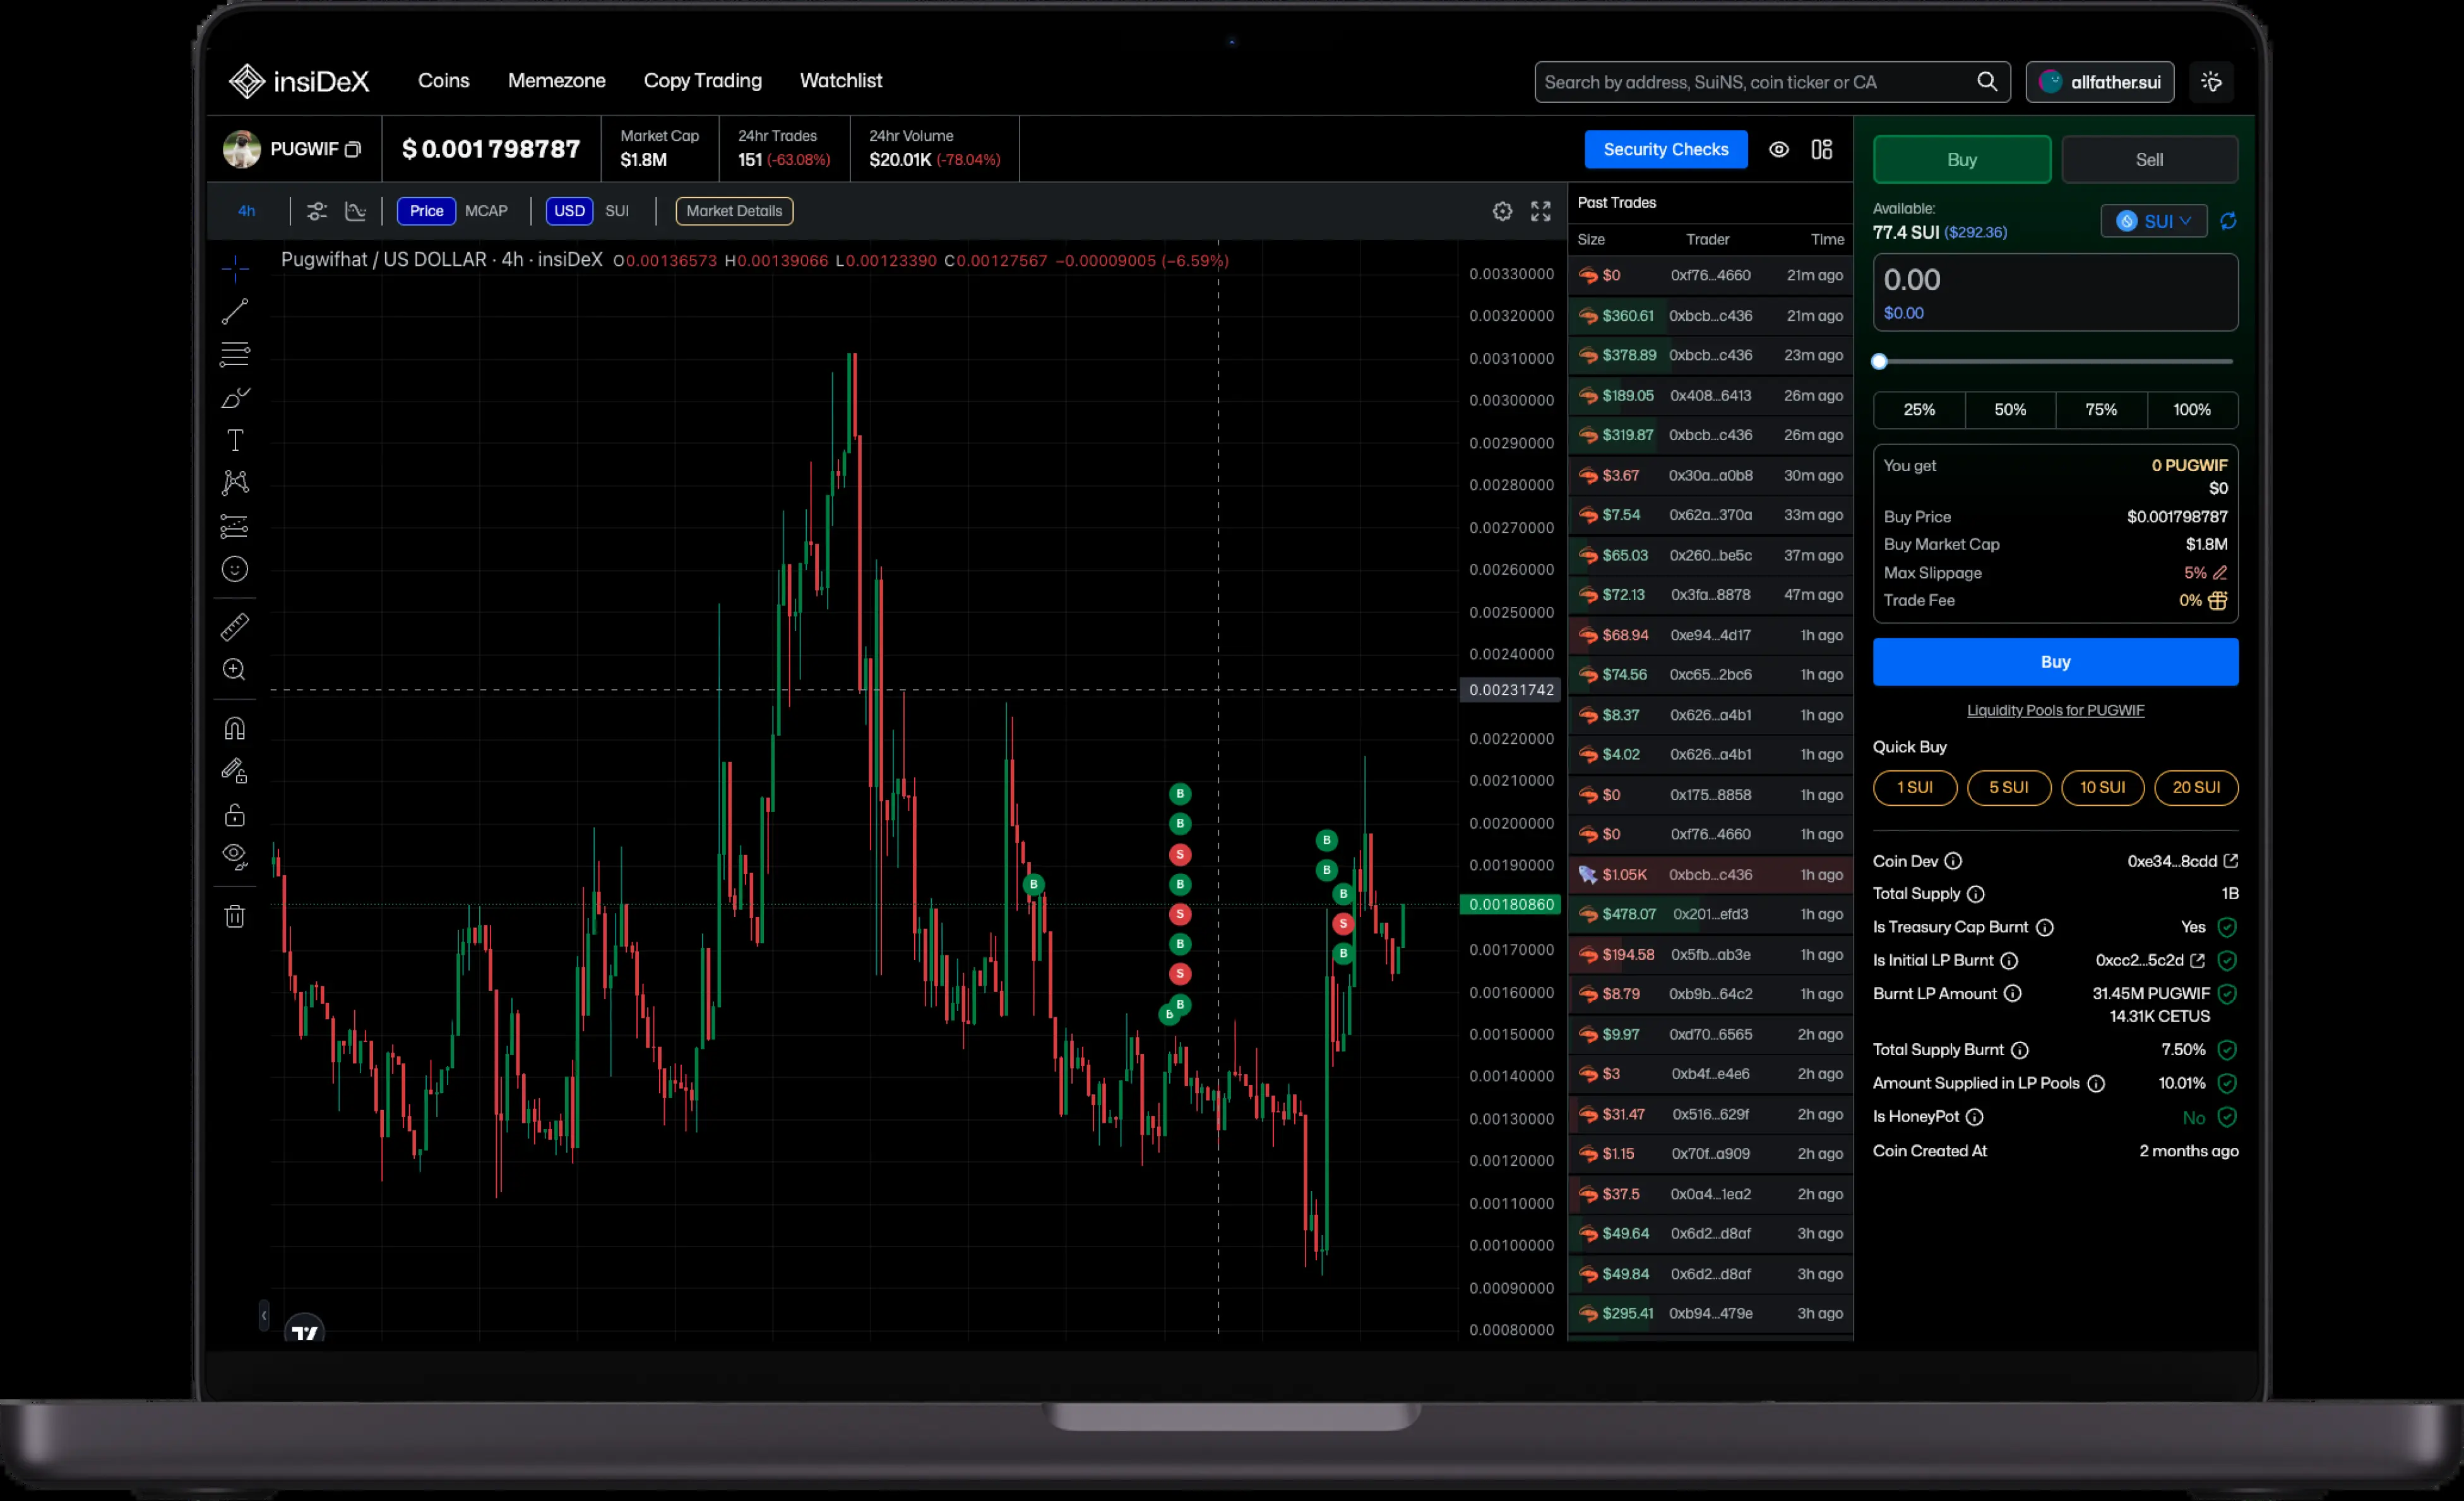 insiDeX Coins Memezone Copy Trading Watchlist Search by address, SuiNS, coin ticker or CA allfather.sui
PUGWIF $0.001798787
Market Cap
$1.8M
24hr Trades
151 (-63.08%)
24hr Volume
$20.01K (-78.04%)
Security Checks
4h Price MCAP USD SUI Market Details
Pugwifhat / US DOLLAR · 4h · insiDeX O0.00136573 H0.00139066 L0.00123390 C0.00127567 −0.00009005 (−6.59%)
0.00330000
0.00320000
0.00310000
0.00300000
0.00290000
0.00280000
0.00270000
0.00260000
0.00250000
0.00240000
0.00231742
0.00220000
0.00210000
0.00200000
0.00190000
0.00180860
0.00170000
0.00160000
0.00150000
0.00140000
0.00130000
0.00120000
0.00110000
0.00100000
0.00090000
0.00080000
B
B
S
B
S
B
S
B
B
B
B
B
B
S
B
Past Trades
Size Trader Time
$0 0xf76...4660 21m ago
$360.61 0xbcb...c436 21m ago
$378.89 0xbcb...c436 23m ago
$189.05 0x408...6413 26m ago
$319.87 0xbcb...c436 26m ago
$3.67 0x30a...a0b8 30m ago
$7.54 0x62a...370a 33m ago
$65.03 0x260...be5c 37m ago
$72.13 0x3fa...8878 47m ago
$68.94 0xe94...4d17 1h ago
$74.56 0xc65...2bc6 1h ago
$8.37 0x626...a4b1 1h ago
$4.02 0x626...a4b1 1h ago
$0 0x175...8858 1h ago
$0 0xf76...4660 1h ago
$1.05K 0xbcb...c436 1h ago
$478.07 0x201...efd3 1h ago
$194.58 0x5fb...ab3e 1h ago
$8.79 0xb9b...64c2 1h ago
$9.97 0xd70...6565 2h ago
$3 0xb4f...e4e6 2h ago
$31.47 0x516...629f 2h ago
$1.15 0x70f...a909 2h ago
$37.5 0x0a4...1ea2 2h ago
$49.64 0x6d2...d8af 3h ago
$49.84 0x6d2...d8af 3h ago
$295.41 0xb94...479e 3h ago
Buy Sell
Available:
77.4 SUI ($292.36) SUI
0.00
$0.00
25% 50% 75% 100%
You get 0 PUGWIF
$0
Buy Price $0.001798787
Buy Market Cap $1.8M
Max Slippage 5%
Trade Fee 0%
Buy
Liquidity Pools for PUGWIF
Quick Buy
1 SUI 5 SUI 10 SUI 20 SUI
Coin Dev 0xe34...8cdd
Total Supply 1B
Is Treasury Cap Burnt Yes
Is Initial LP Burnt 0xcc2...5c2d
Burnt LP Amount 31.45M PUGWIF
14.31K CETUS
Total Supply Burnt 7.50%
Amount Supplied in LP Pools 10.01%
Is HoneyPot No
Coin Created At 2 months ago